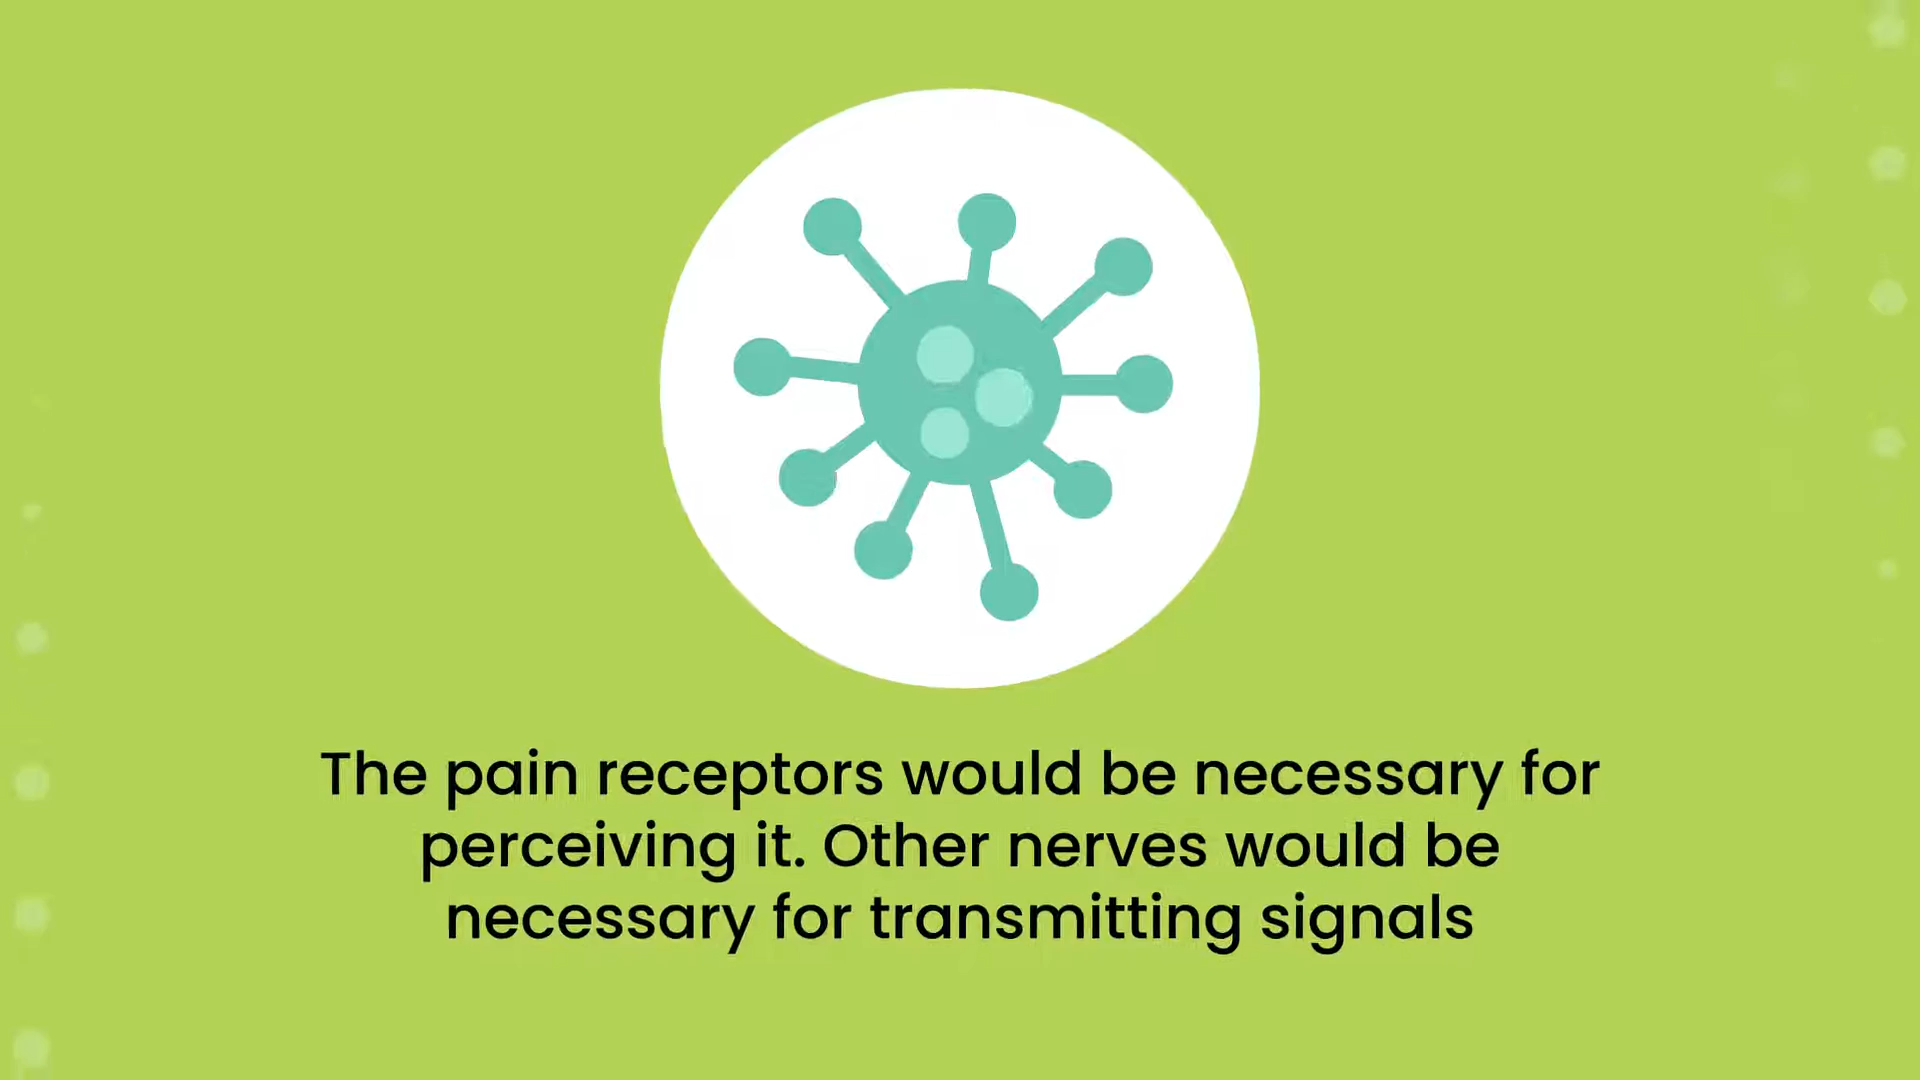 The pain receptors would be necessary for
perceiving it. Other nerves would be
necessary for transmitting signals